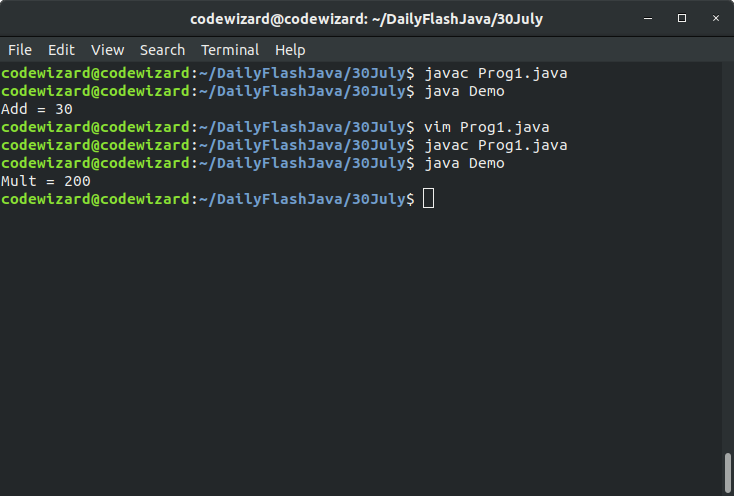 codewizard@codewizard: ~/DailyFlashJava/30July
File Edit View Search Terminal Help
codewizard@codewizard:~/DailyFlashJava/30July$ javac Prog1.java
codewizard@codewizard:~/DailyFlashJava/30July$ java Demo
Add = 30
codewizard@codewizard:~/DailyFlashJava/30July$ vim Prog1.java
codewizard@codewizard:~/DailyFlashJava/30July$ javac Prog1.java
codewizard@codewizard:~/DailyFlashJava/30July$ java Demo
Mult = 200
codewizard@codewizard:~/DailyFlashJava/30July$